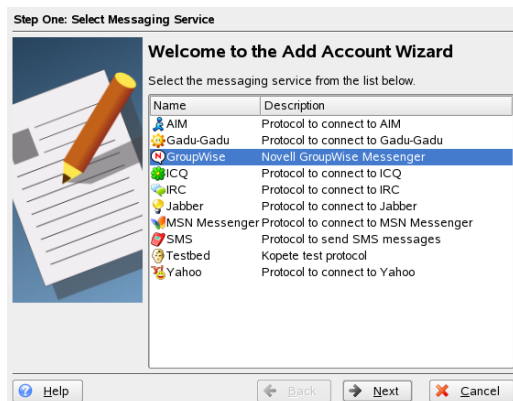 Step One: Select Messaging Service
Welcome to the Add Account Wizard
Select the messaging service from the list below.
Name Description
AIM Protocol to connect to AIM
Gadu-Gadu Protocol to connect to Gadu-Gadu
N GroupWise Novell GroupWise Messenger
ICQ Protocol to connect to ICQ
IRC Protocol to connect to IRC
Jabber Protocol to connect to Jabber
MSN Messenger Protocol to connect to MSN Messenger
SMS Protocol to send SMS messages
Testbed Kopete test protocol
Yahoo Protocol to connect to Yahoo
? Help Back Next Cancel